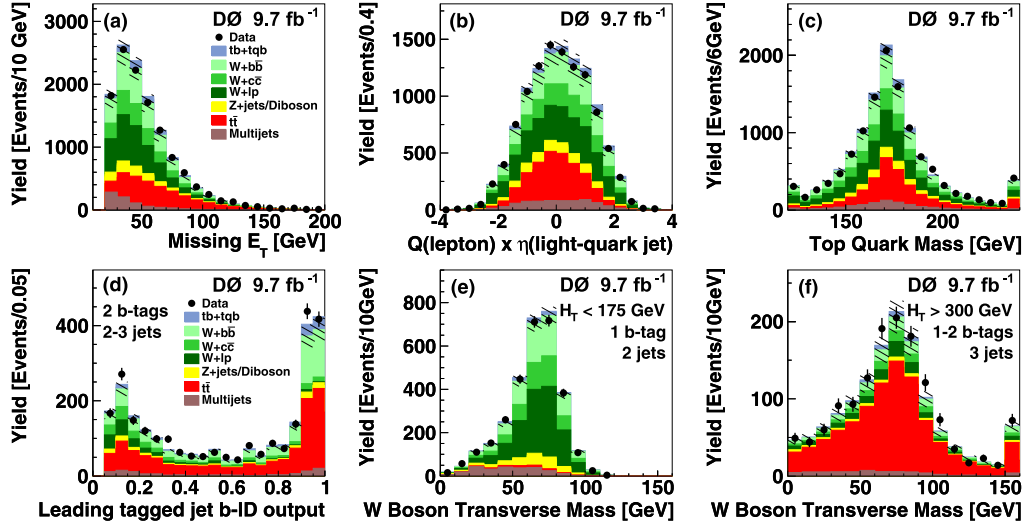 (a) DØ 9.7 fb⁻¹
Yield [Events/10 GeV]
3000
2000
1000
0
Data
tb+tqb
W+bb̄
W+cc̄
W+lp
Z+jets/Diboson
tt̄
Multijets
50 100 150 200
Missing E_T [GeV]
(b) DØ 9.7 fb⁻¹
Yield [Events/0.4]
1500
1000
500
0
-4 -2 0 2 4
Q(lepton) x η(light-quark jet)
(c) DØ 9.7 fb⁻¹
Yield [Events/6GeV]
2000
1000
0
150 200
Top Quark Mass [GeV]
(d) DØ 9.7 fb⁻¹
2 b-tags
2-3 jets
Yield [Events/0.05]
400
200
0
Data
tb+tqb
W+bb̄
W+cc̄
W+lp
Z+jets/Diboson
tt̄
Multijets
0 0.2 0.4 0.6 0.8 1
Leading tagged jet b-ID output
(e) DØ 9.7 fb⁻¹
H_T < 175 GeV
1 b-tag
2 jets
Yield [Events/10GeV]
800
600
400
200
0
0 50 100 150
W Boson Transverse Mass [GeV]
(f) DØ 9.7 fb⁻¹
H_T > 300 GeV
1-2 b-tags
3 jets
Yield [Events/10GeV]
200
100
0
0 50 100 150
W Boson Transverse Mass [GeV]